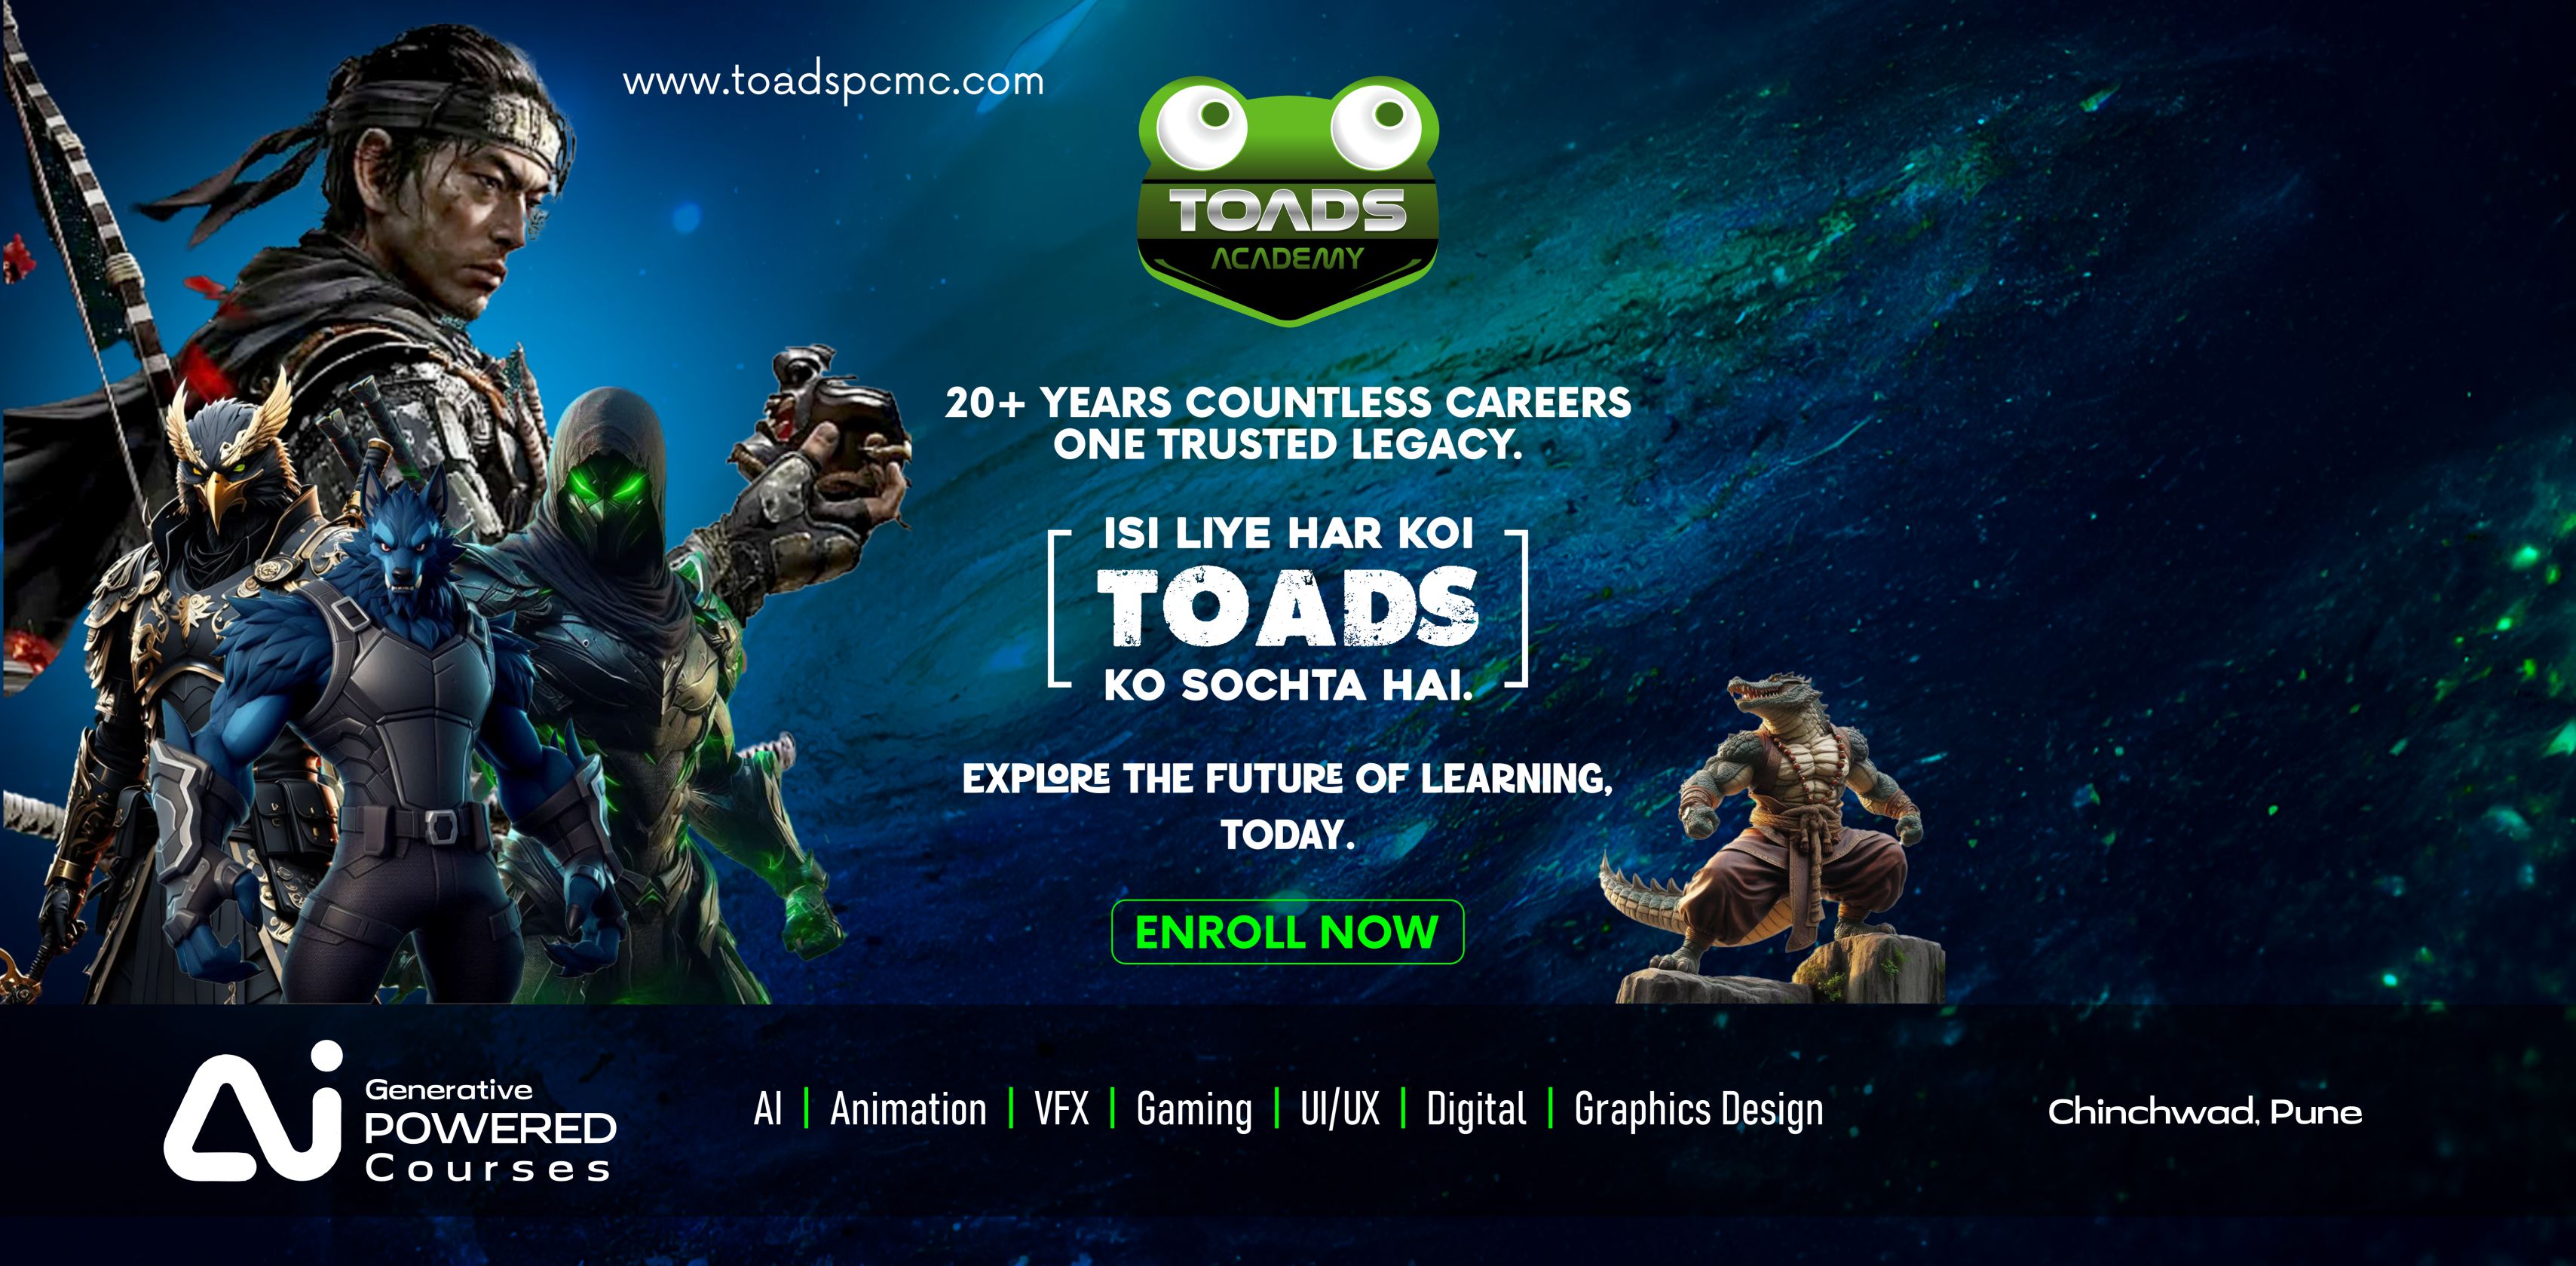 www.toadspcmc.com
TOADS
ACADEMY
20+ YEARS COUNTLESS CAREERS
ONE TRUSTED LEGACY.
ISI LIYE HAR KOI
TOADS
KO SOCHTA HAI.
EXPLORE THE FUTURE OF LEARNING,
TODAY.
ENROLL NOW
Ai
Generative
POWERED
Courses
AI | Animation | VFX | Gaming | UI/UX | Digital | Graphics Design
Chinchwad, Pune